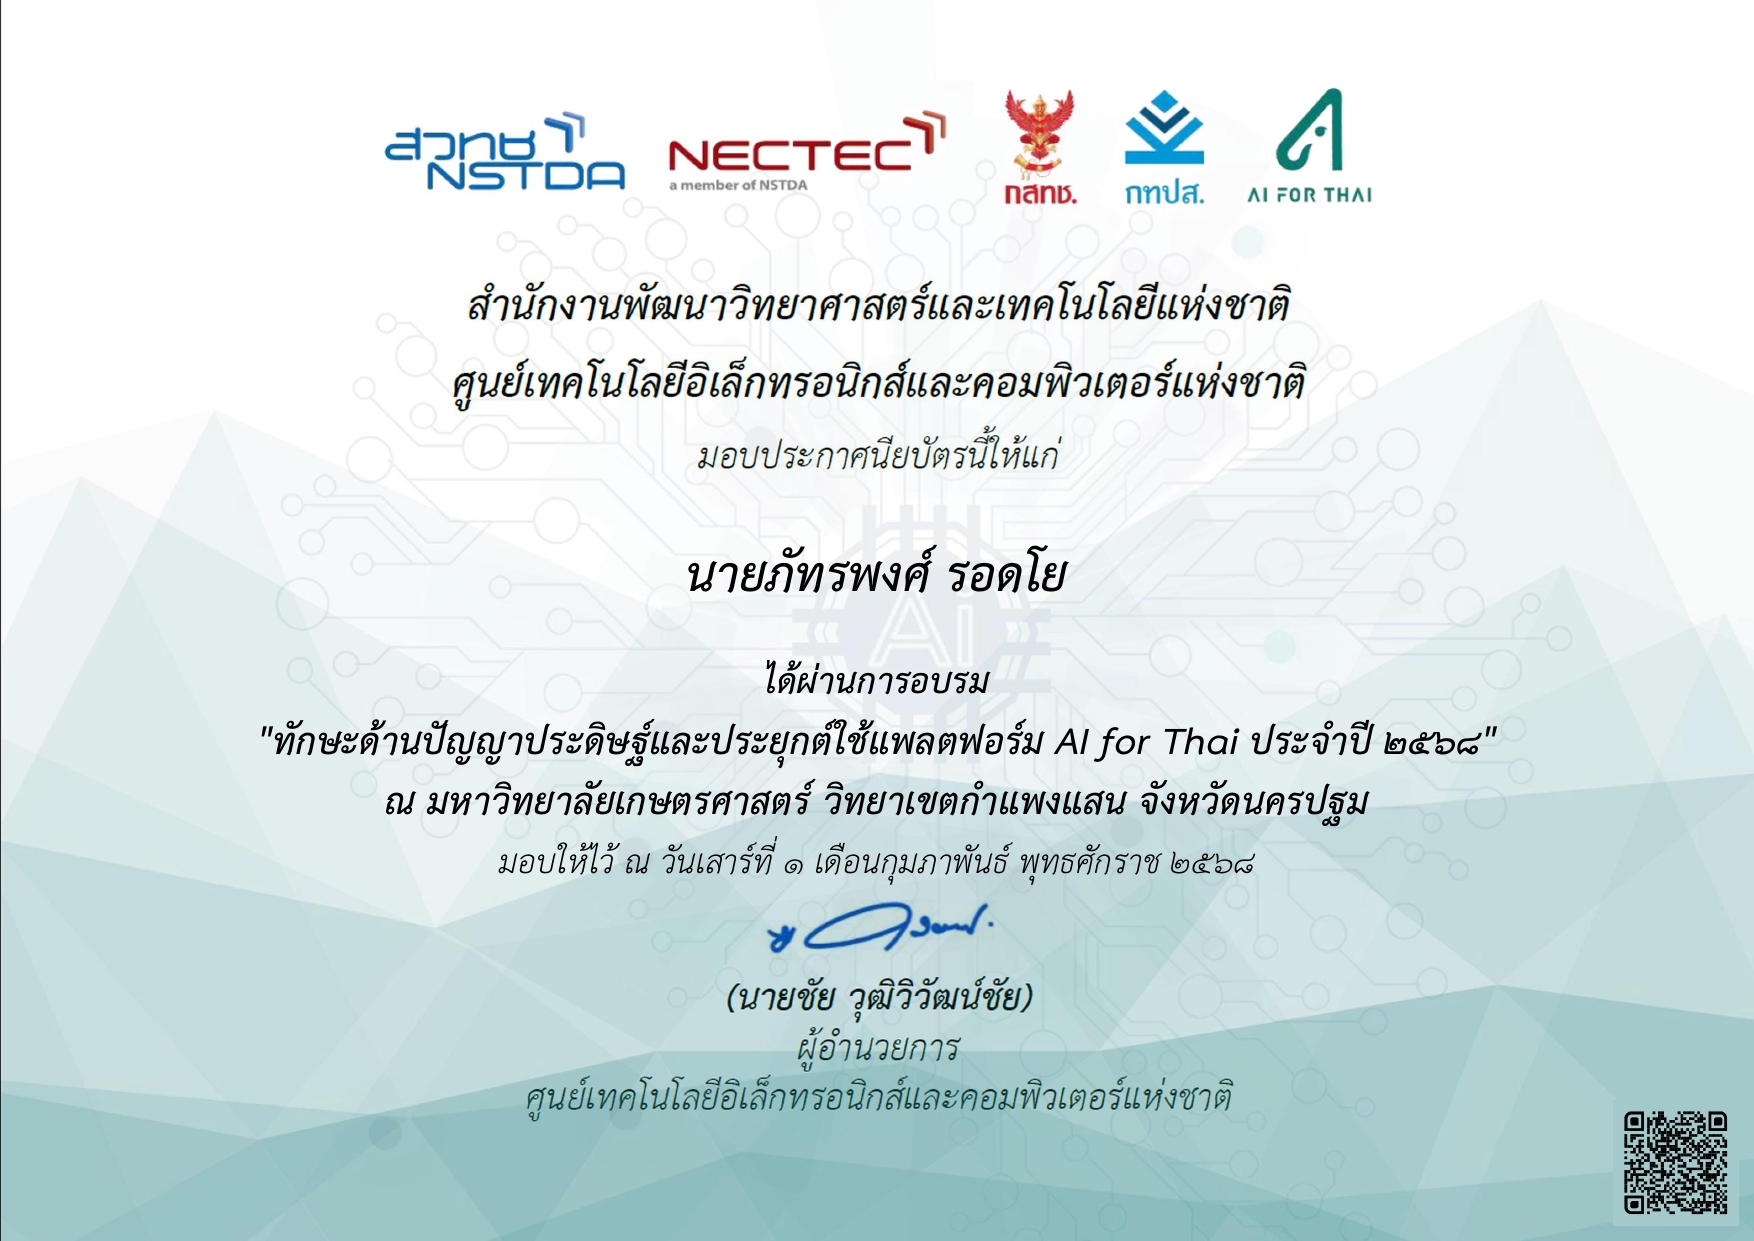 สวทช
NSTDA
NECTEC
a member of NSTDA
กสทช.
กทปส.
AI FOR THAI
สำนักงานพัฒนาวิทยาศาสตร์และเทคโนโลยีแห่งชาติ
ศูนย์เทคโนโลยีอิเล็กทรอนิกส์และคอมพิวเตอร์แห่งชาติ
มอบประกาศนียบัตรนี้ให้แก่
นายภัทรพงศ์ รอดโย
Ai
ได้ผ่านการอบรม
"ทักษะด้านปัญญาประดิษฐ์และประยุกต์ใช้แพลตฟอร์ม AI for Thai ประจำปี ๒๕๖๘"
ณ มหาวิทยาลัยเกษตรศาสตร์ วิทยาเขตกำแพงแสน จังหวัดนครปฐม
มอบให้ไว้ ณ วันเสาร์ที่ ๑ เดือนกุมภาพันธ์ พุทธศักราช ๒๕๖๘
(นายชัย วุฒิวิวัฒน์ชัย)
ผู้อำนวยการ
ศูนย์เทคโนโลยีอิเล็กทรอนิกส์และคอมพิวเตอร์แห่งชาติ